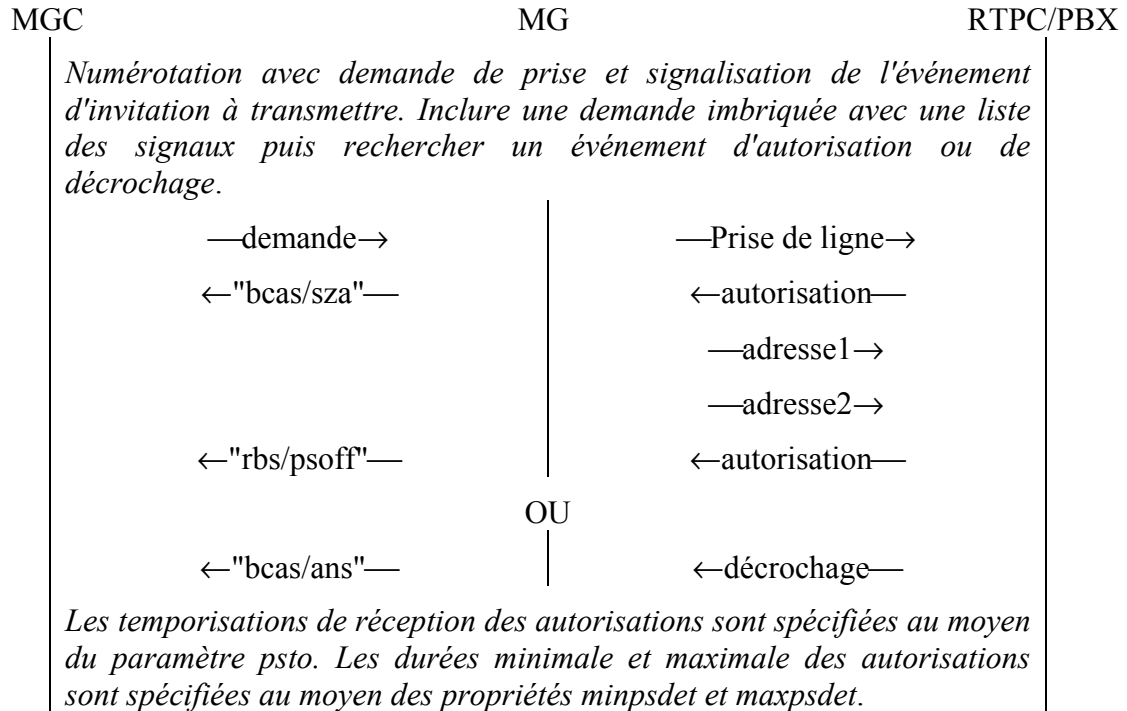 MGC MG RTPC/PBX
Numérotation avec demande de prise et signalisation de l'événement
d'invitation à transmettre. Inclure une demande imbriquée avec une liste
des signaux puis rechercher un événement d'autorisation ou de
décrochage.
—demande→ —Prise de ligne→
←"bcas/sza"— ←autorisation—
—adresse1→
—adresse2→
←"rbs/psoff"— ←autorisation—
OU
←"bcas/ans"— ←décrochage—
Les temporisations de réception des autorisations sont spécifiées au moyen
du paramètre psto. Les durées minimale et maximale des autorisations
sont spécifiées au moyen des propriétés minpsdet et maxpsdet.